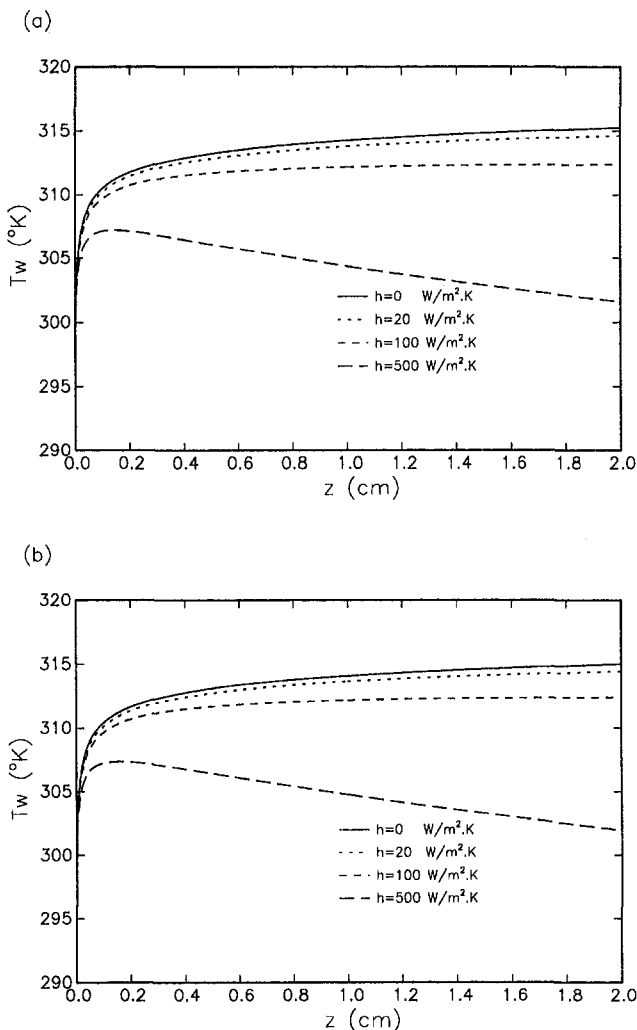 (a)
320
315
310
305
300
295
290
Tw (°K)
h=0 W/m².K
h=20 W/m².K
h=100 W/m².K
h=500 W/m².K
0.0 0.2 0.4 0.6 0.8 1.0 1.2 1.4 1.6 1.8 2.0
z (cm)
(b)
320
315
310
305
300
295
290
Tw (°K)
h=0 W/m².K
h=20 W/m².K
h=100 W/m².K
h=500 W/m².K
0.0 0.2 0.4 0.6 0.8 1.0 1.2 1.4 1.6 1.8 2.0
z (cm)